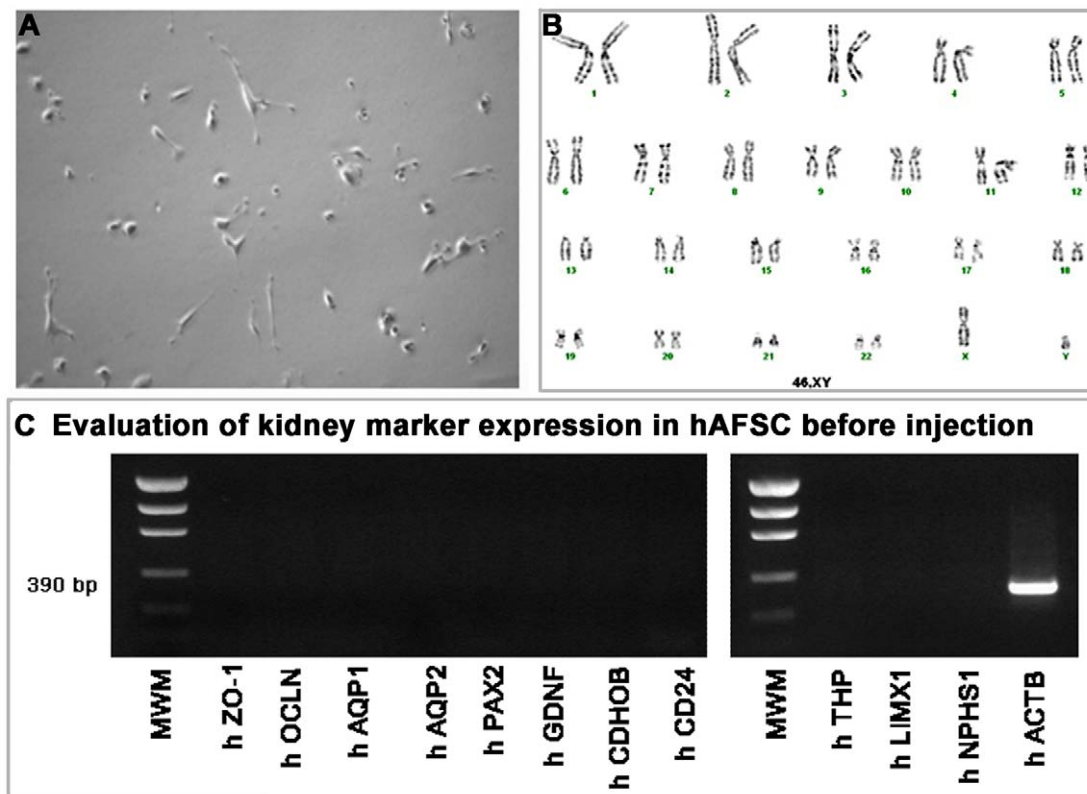 A
B
1 2 3 4 5
6 7 8 9 10 11 12
13 14 15 16 17 18
19 20 21 22 X Y
46,XY
C Evaluation of kidney marker expression in hAFSC before injection
390 bp
MWM
h ZO-1
h OCLN
h AQP1
h AQP2
h PAX2
h GDNF
h CDHOB
h CD24
MWM
h THP
h LIMX1
h NPHS1
h ACTB